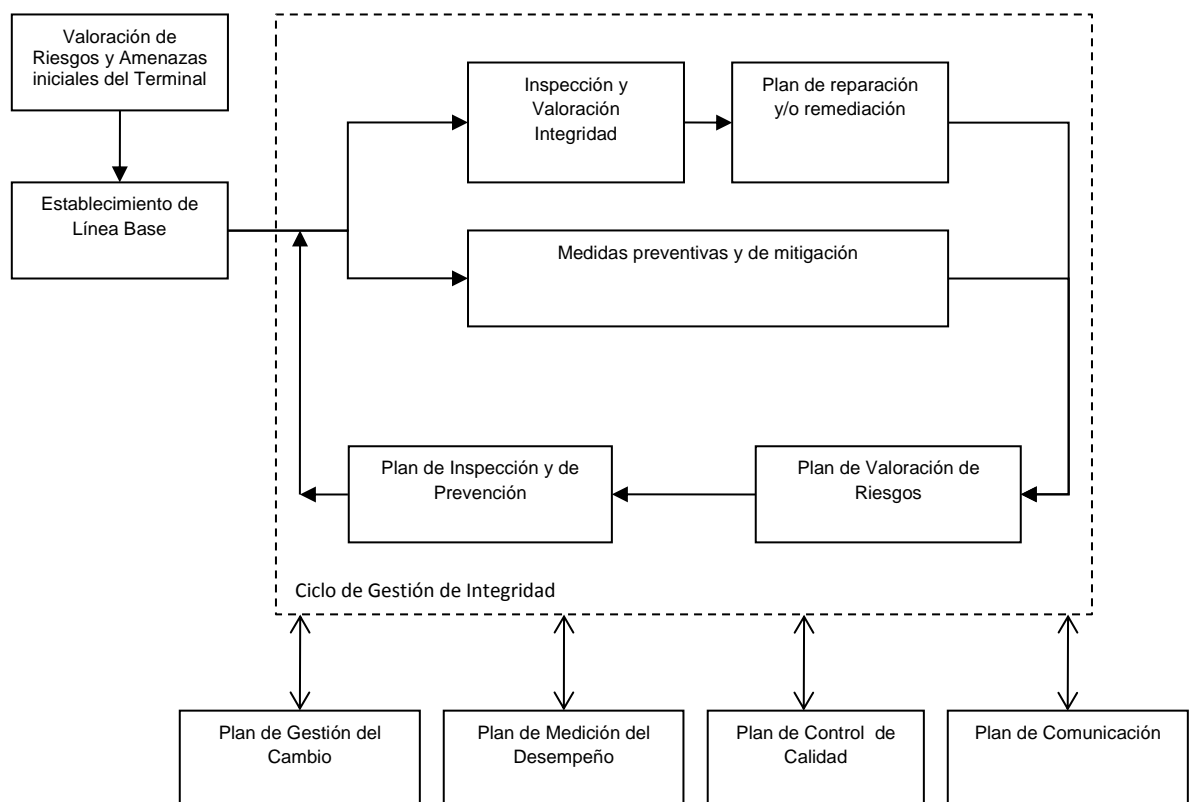 Valoración de
Riesgos y Amenazas
iniciales del Terminal
Inspección y
Valoración
Integridad
Plan de reparación
y/o remediación
Establecimiento de
Línea Base
Medidas preventivas y de mitigación
Plan de Inspección y de
Prevención
Plan de Valoración de
Riesgos
Ciclo de Gestión de Integridad
Plan de Gestión del
Cambio
Plan de Medición del
Desempeño
Plan de Control de
Calidad
Plan de Comunicación